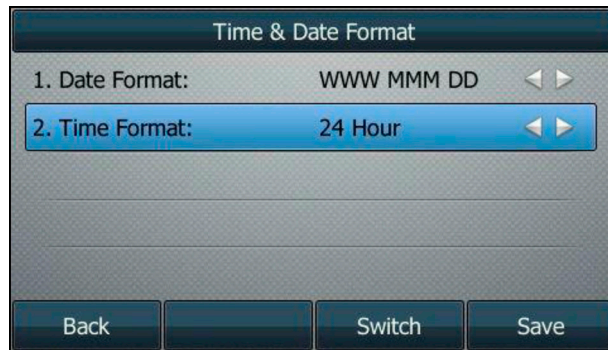 Time & Date Format
1. Date Format: WWW MMM DD
2. Time Format: 24 Hour
Back Switch Save